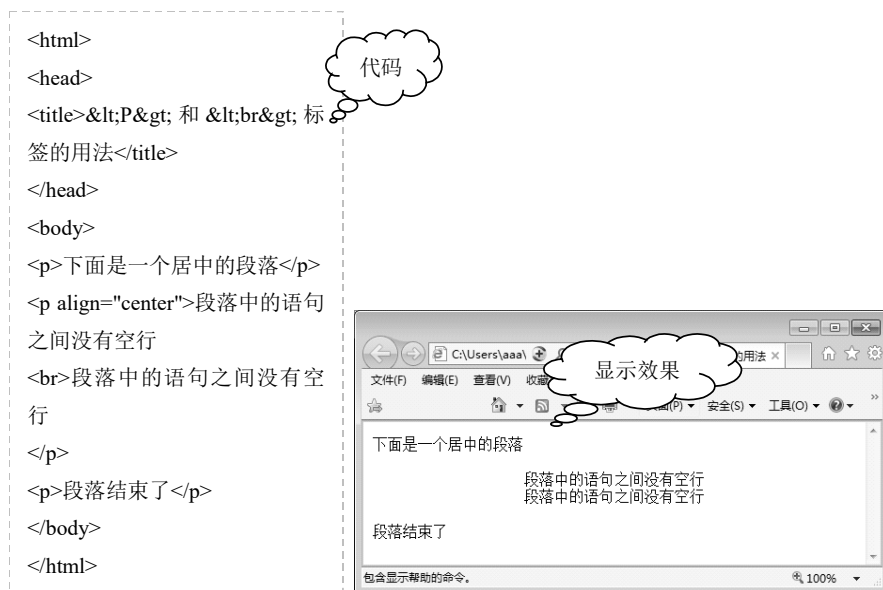 <html>
<head>
<title>&lt;P&gt; 和 &lt;br&gt; 标
签的用法</title>
</head>
<body>
<p>下面是一个居中的段落</p>
<p align="center">段落中的语句
之间没有空行
<br>段落中的语句之间没有空
行
</p>
<p>段落结束了</p>
</body>
</html>
代码
显示效果
C:\Users\aaa\
的用法 ×
文件(F) 编辑(E) 查看(V) 收藏
(P) 安全(S) 工具(O) »
下面是一个居中的段落
段落中的语句之间没有空行
段落中的语句之间没有空行
段落结束了
包含显示帮助的命令。 100%